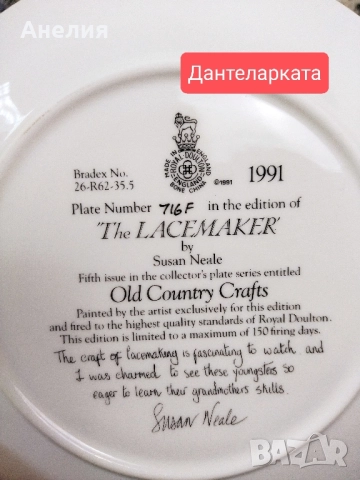 Анелия
Дантеларката
MADE IN ENGLAND
ROYAL DOULTON
ENGLAND
BONE CHINA
©1991
1991
Bradex No.
26-R62-35.5
Plate Number 716F in the edition of
'The LACEMAKER'
by
Susan Neale
Fifth issue in the collector's plate series entitled
Old Country Crafts
Painted by the artist exclusively for this edition
and fired to the highest quality standards of Royal Doulton.
This edition is limited to a maximum of 150 firing days.
The craft of lacemaking is fascinating to watch and
I was charmed to see these youngsters so
eager to learn their grandmothers skills.
Susan Neale
BAZAR